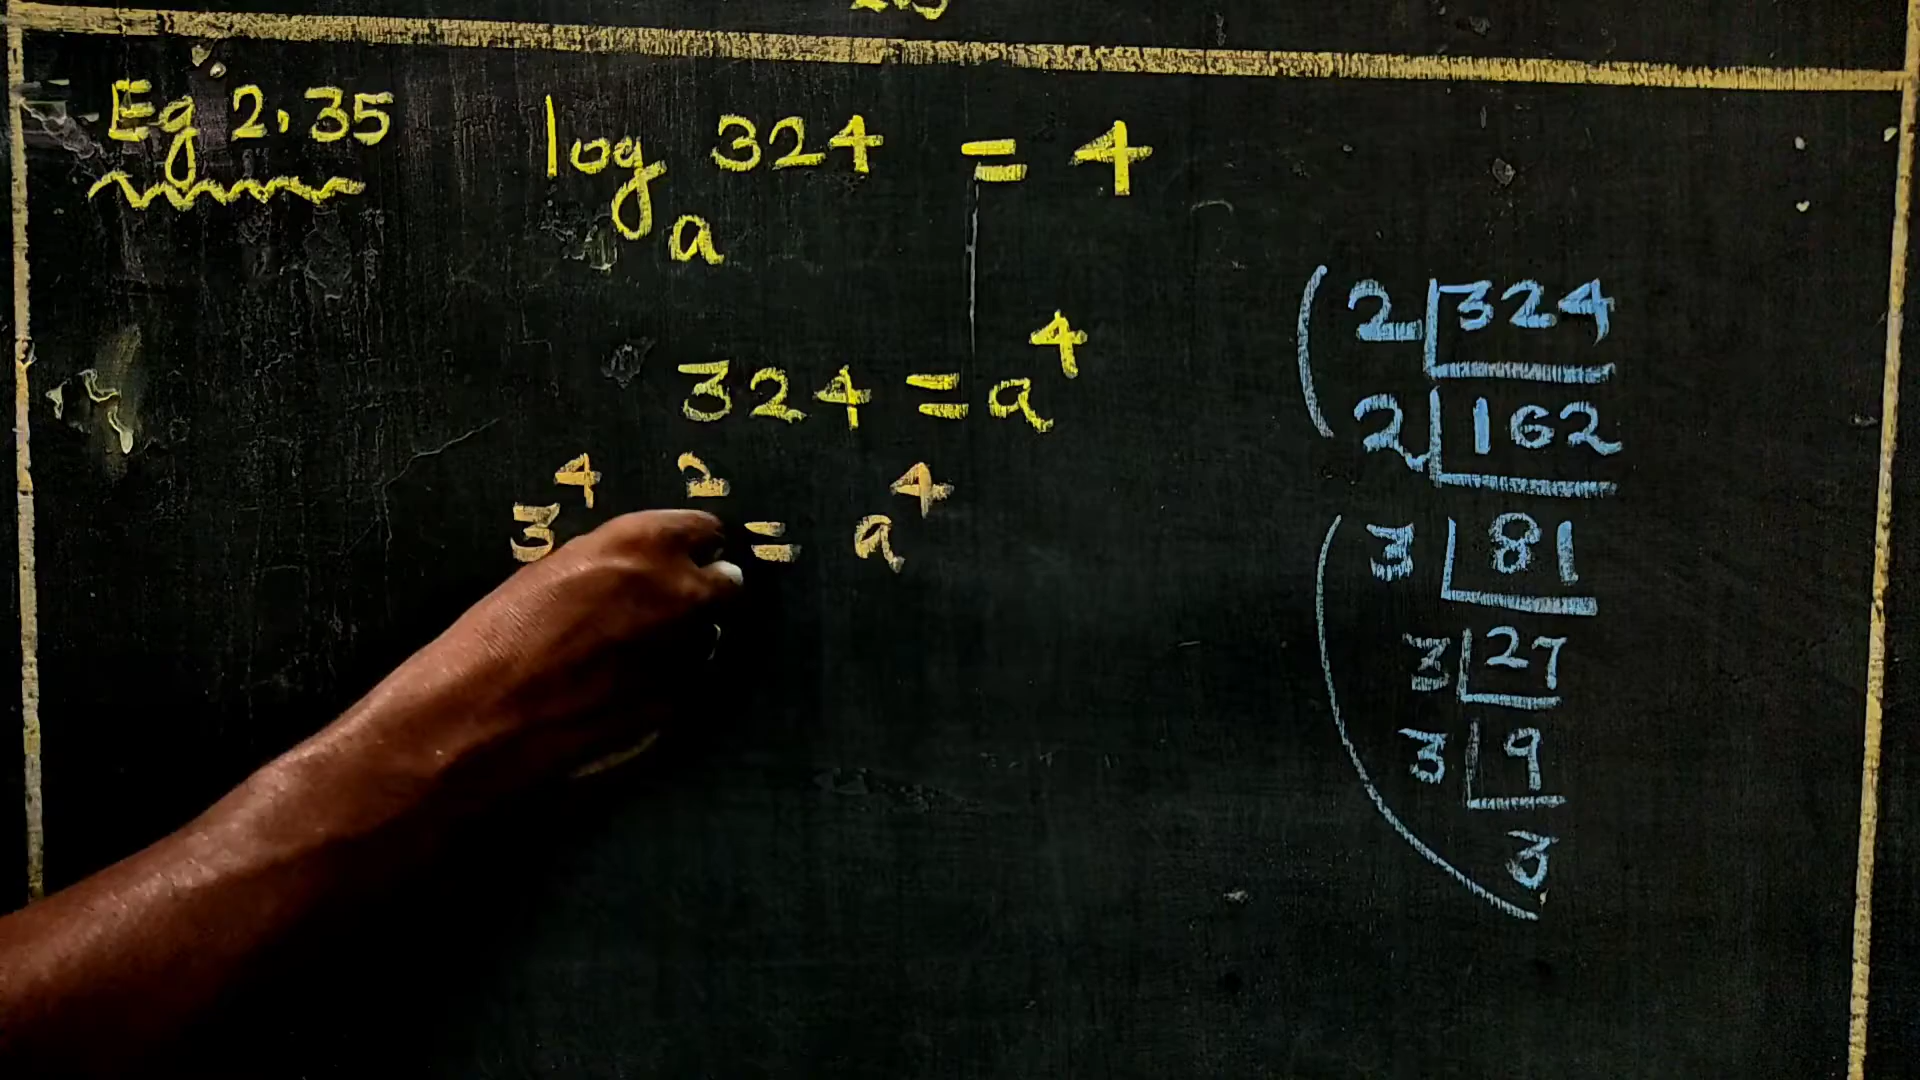 Eg 2.35
log_a 324 = 4
324 = a^4
3^4 ^2 = a^4
2 | 324
2 | 162
3 | 81
3 | 27
3 | 9
3